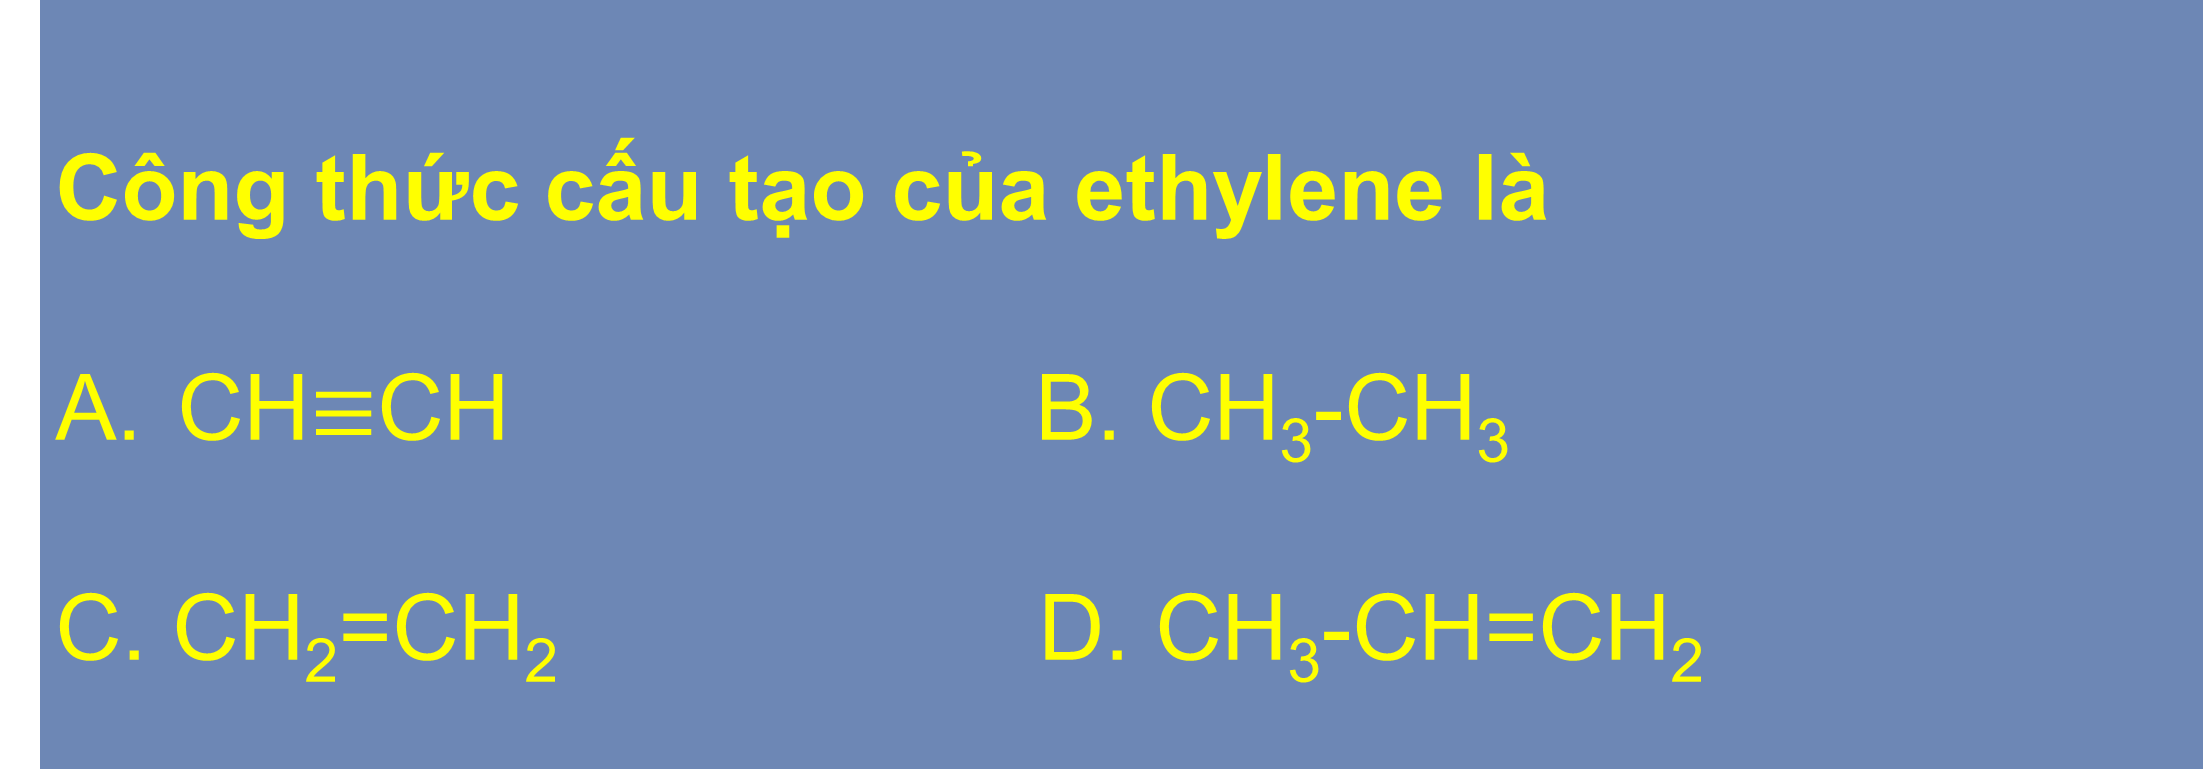 Công thức cấu tạo của ethylene là
A. CH≡CH B. CH₃-CH₃
C. CH₂=CH₂ D. CH₃-CH=CH₂